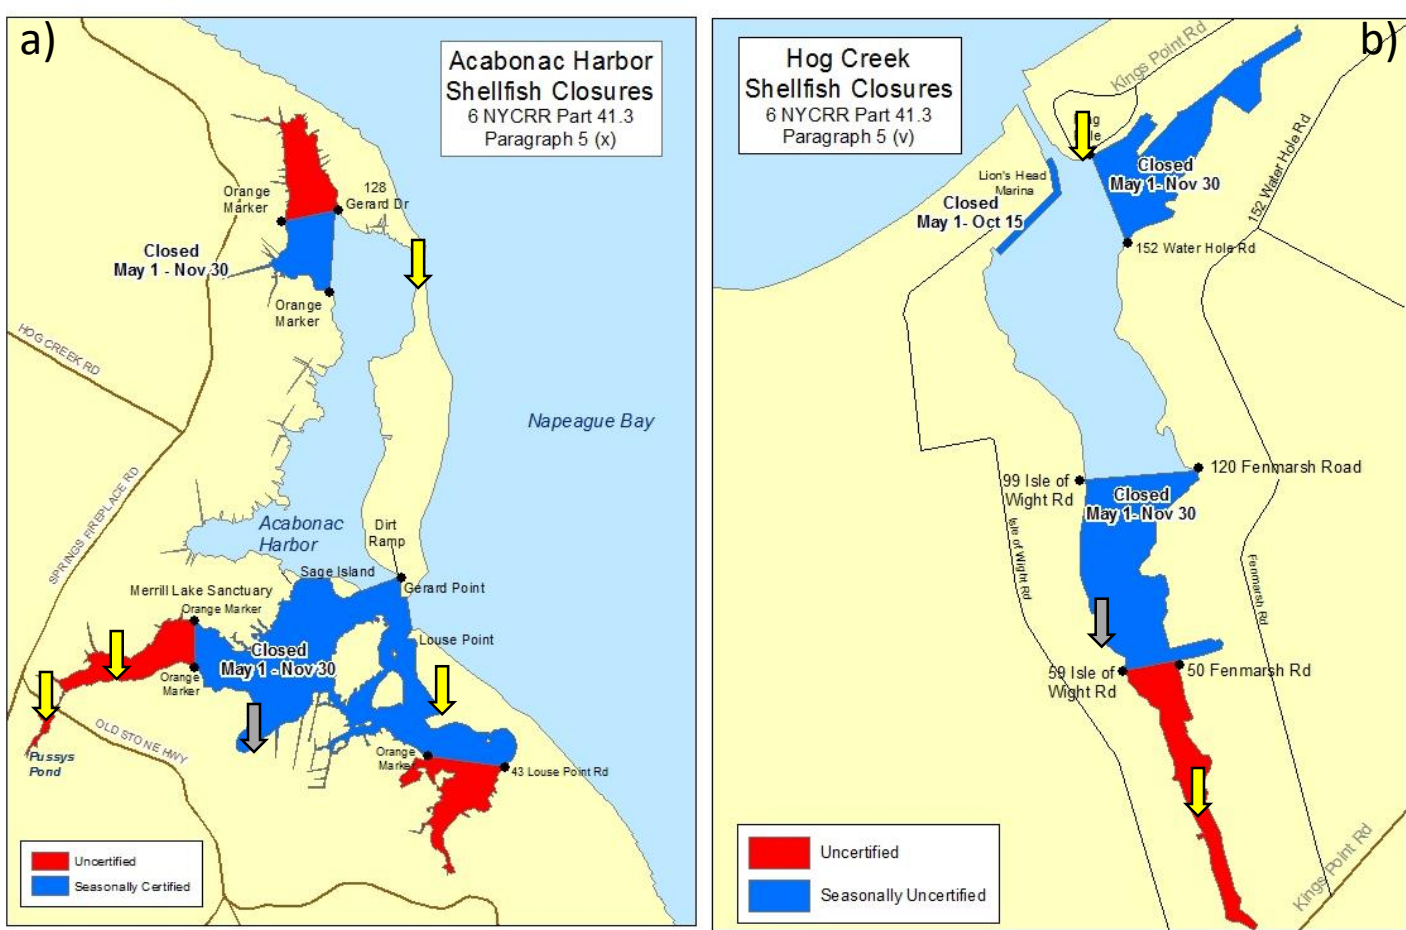 a)
Acabonac Harbor
Shellfish Closures
6 NYCRR Part 41.3
Paragraph 5 (x)
Orange
Marker
128
Gerard Dr
Closed
May 1 - Nov 30
Orange
Marker
HOG CREEK RD
Napeague Bay
SPRINGS FIREPLACE RD
Acabonac
Harbor
Dirt
Ramp
Sage Island
Gerard Point
Merrill Lake Sanctuary
Orange Marker
Louse Point
Closed
May 1 - Nov 30
Orange
Marker
OLD STONE HWY
Pussys
Pond
Orange
Marker
43 Louse Point Rd
Uncertified
Seasonally Certified
b)
Hog Creek
Shellfish Closures
6 NYCRR Part 41.3
Paragraph 5 (v)
Kings Point Rd
Lion's Head
Marina
Closed
May 1- Oct 15
Closed
May 1- Nov 30
152 Water Hole Rd
152 Water Hole Rd
120 Fenmarsh Road
99 Isle of
Wight Rd
Closed
May 1- Nov 30
Isle of Wight Rd
Fenmarsh Rd
59 Isle of
Wight Rd
50 Fenmarsh Rd
Uncertified
Seasonally Uncertified
Kings Point Rd